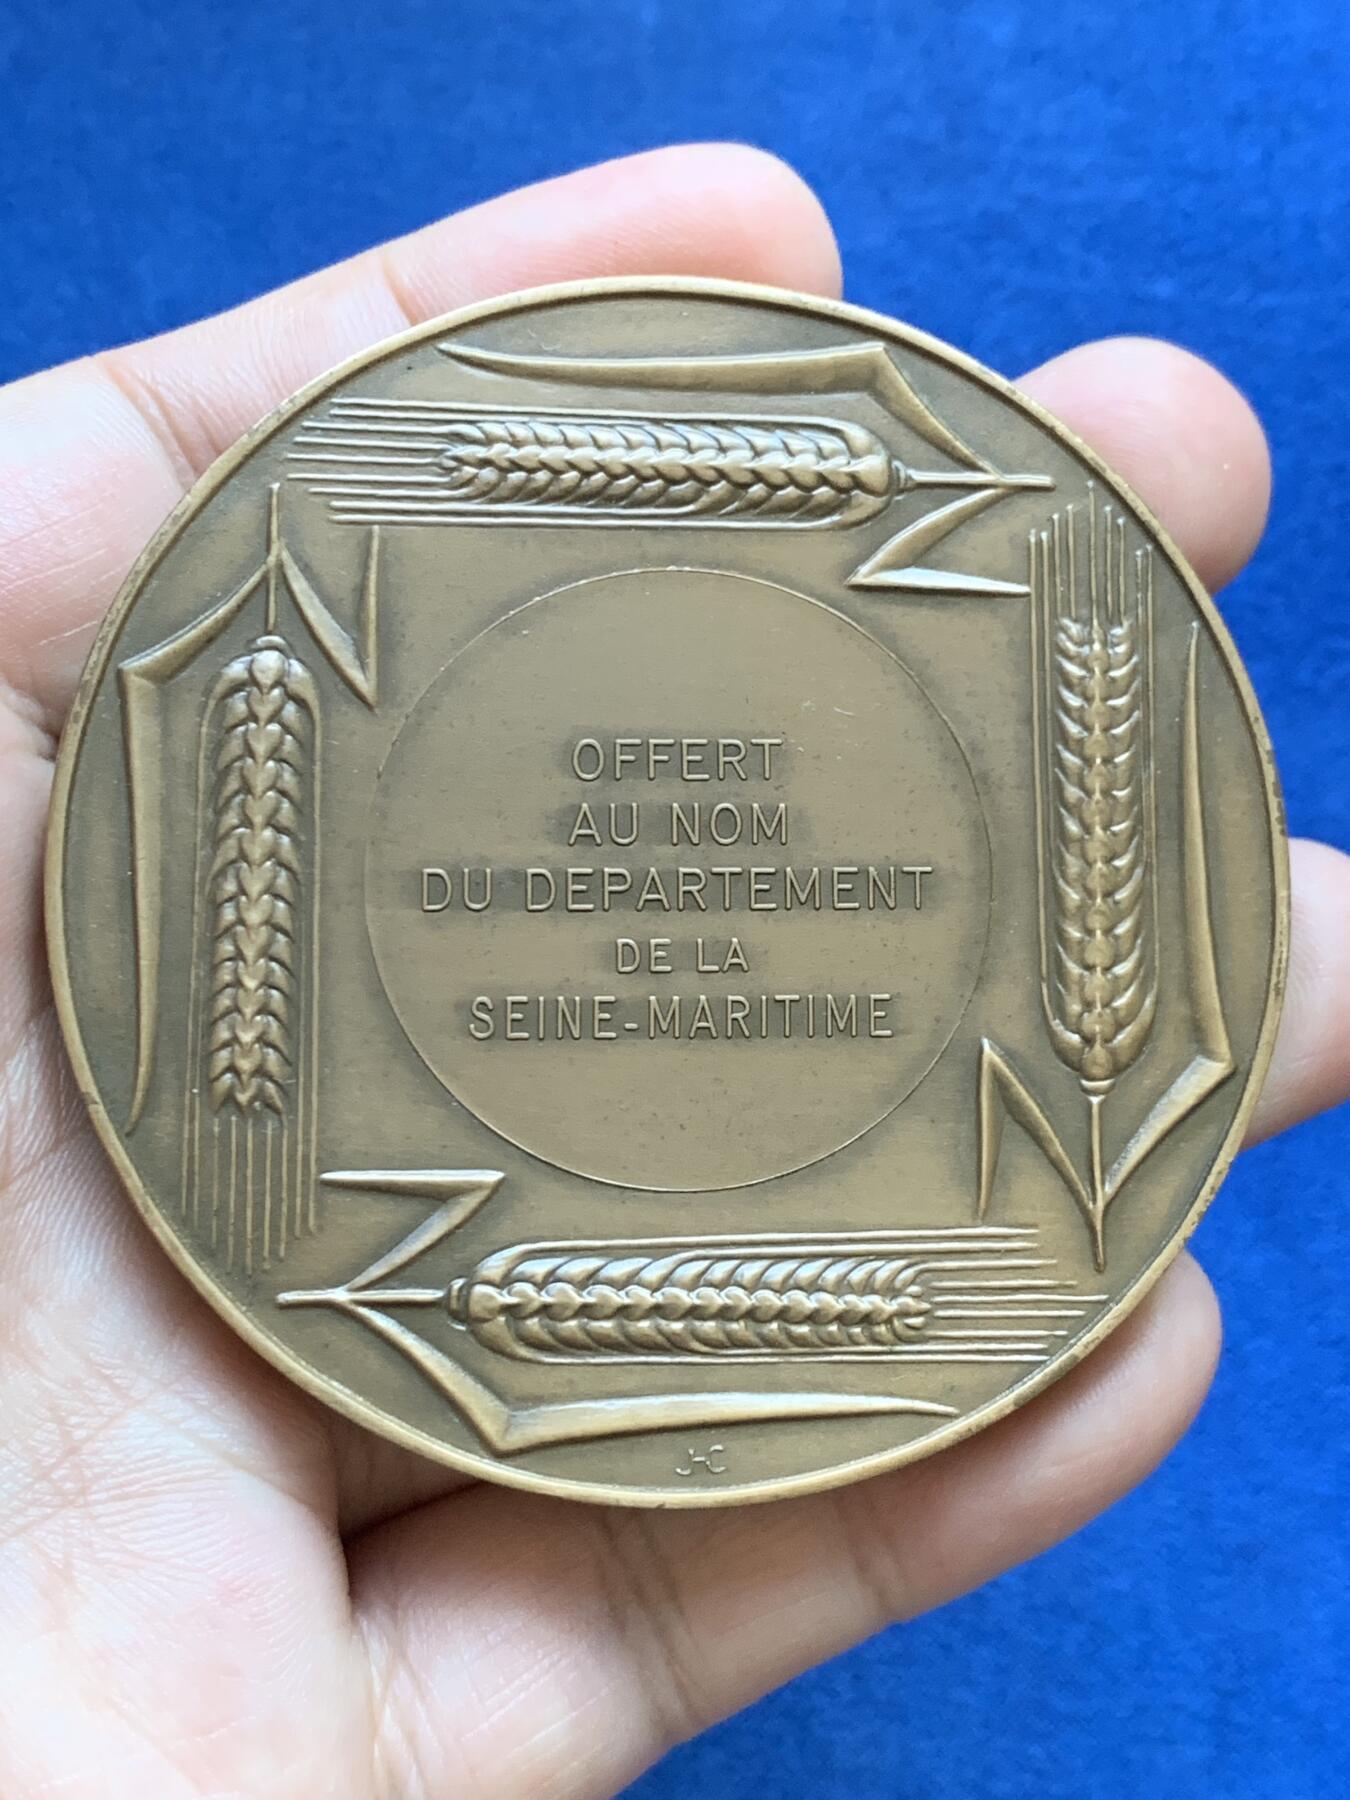 OFFERT
AU NOM
DU DEPARTEMENT
DE LA
SEINE-MARITIME
J-C